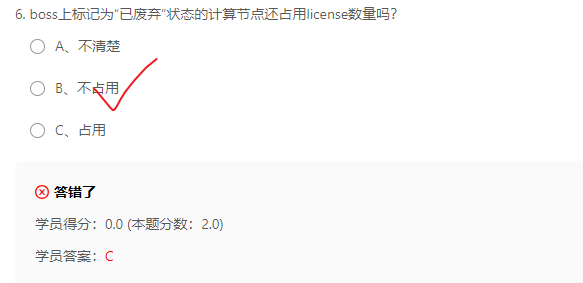 6. boss上标记为“已废弃”状态的计算节点还占用license数量吗？
A、不清楚
B、不占用
C、占用
答错了
学员得分：0.0 (本题分数：2.0)
学员答案：C